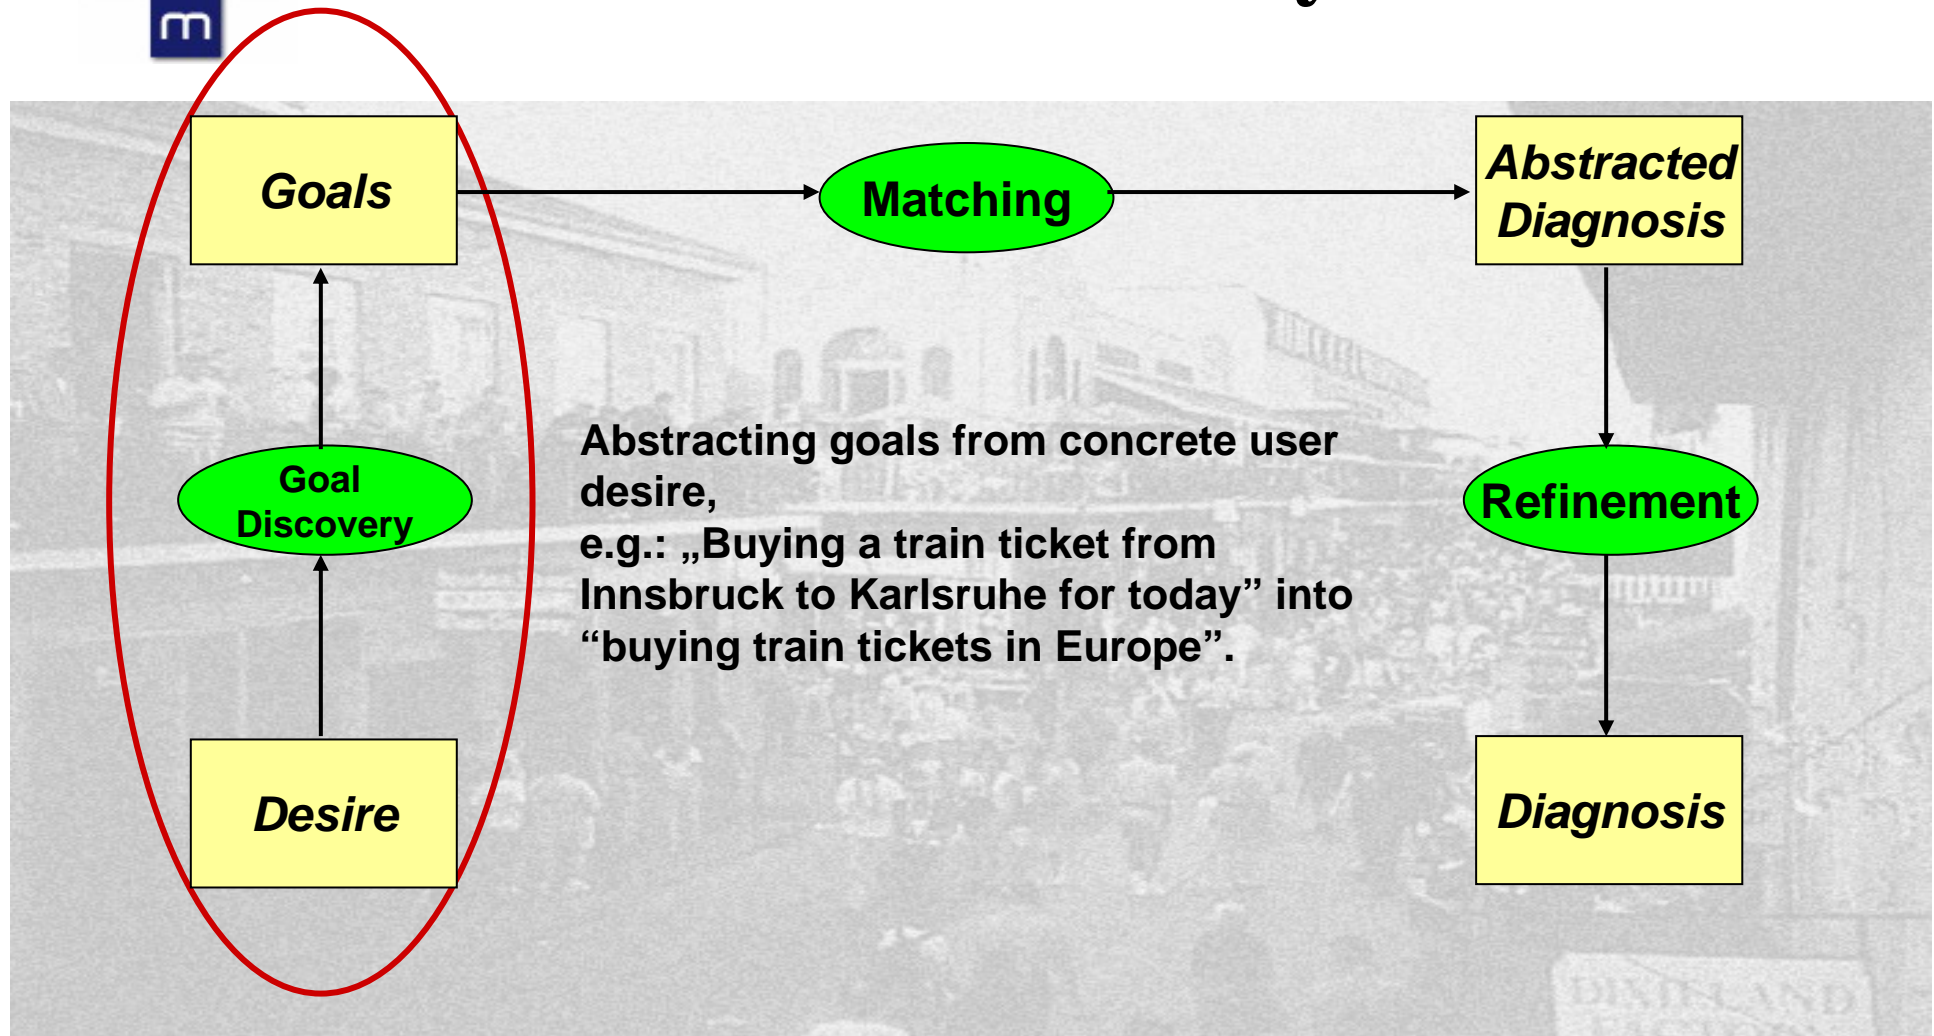 m
Goals
Matching
Abstracted
Diagnosis
Goal
Discovery
Abstracting goals from concrete user
desire,
e.g.: „Buying a train ticket from
Innsbruck to Karlsruhe for today” into
“buying train tickets in Europe”.
Refinement
Desire
Diagnosis
DIXIELAND